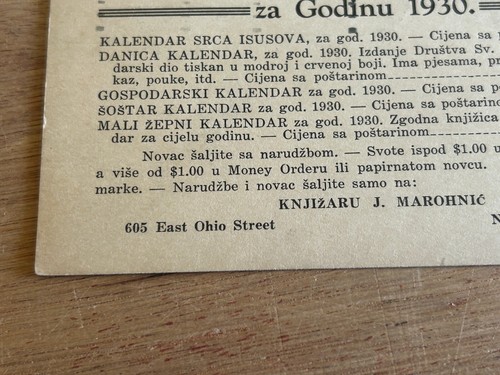 za Godinu 1930.
KALENDAR SRCA ISUSOVA, za god. 1930. — Cijena sa
DANICA KALENDAR, za god. 1930. Izdanje Društva Sv.
darski dio tiskan u modroj i crvenoj boji. Ima pjesama,
kaz, pouke, itd. — Cijena sa poštarinom
GOSPODARSKI KALENDAR za god. 1930. — Cijena sa
ŠOŠTAR KALENDAR za god. 1930. — Cijena sa poštarinom
MALI ŽEPNI KALENDAR za god. 1930. Zgodna knjižica
dar za cijelu godinu. — Cijena sa poštarinom
Novac šaljite sa narudžbom. — Svote ispod $1.00 u
a više od $1.00 u Money Orderu ili papirnatom novcu.
marke. — Narudžbe i novac šaljite samo na:
KNJIŽARU J. MAROHNIĆ
605 East Ohio Street